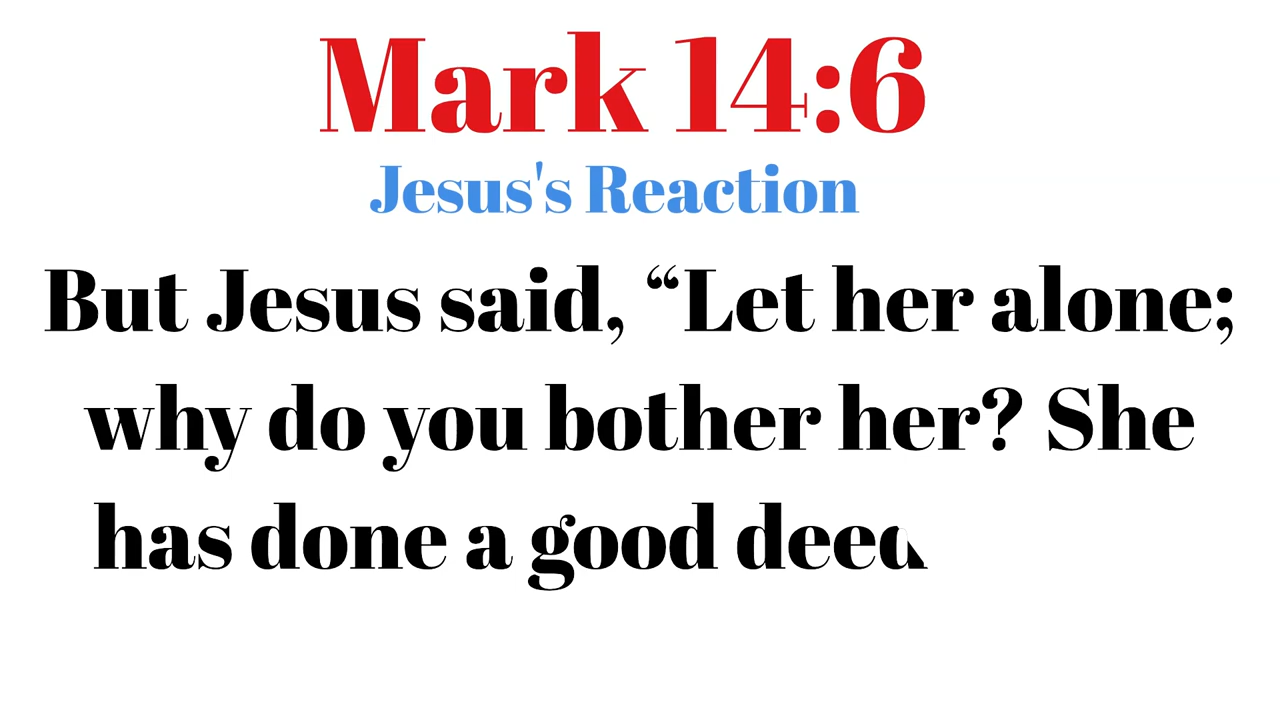 Mark 14:6
Jesus's Reaction
But Jesus said, “Let her alone;
why do you bother her? She
has done a good deed